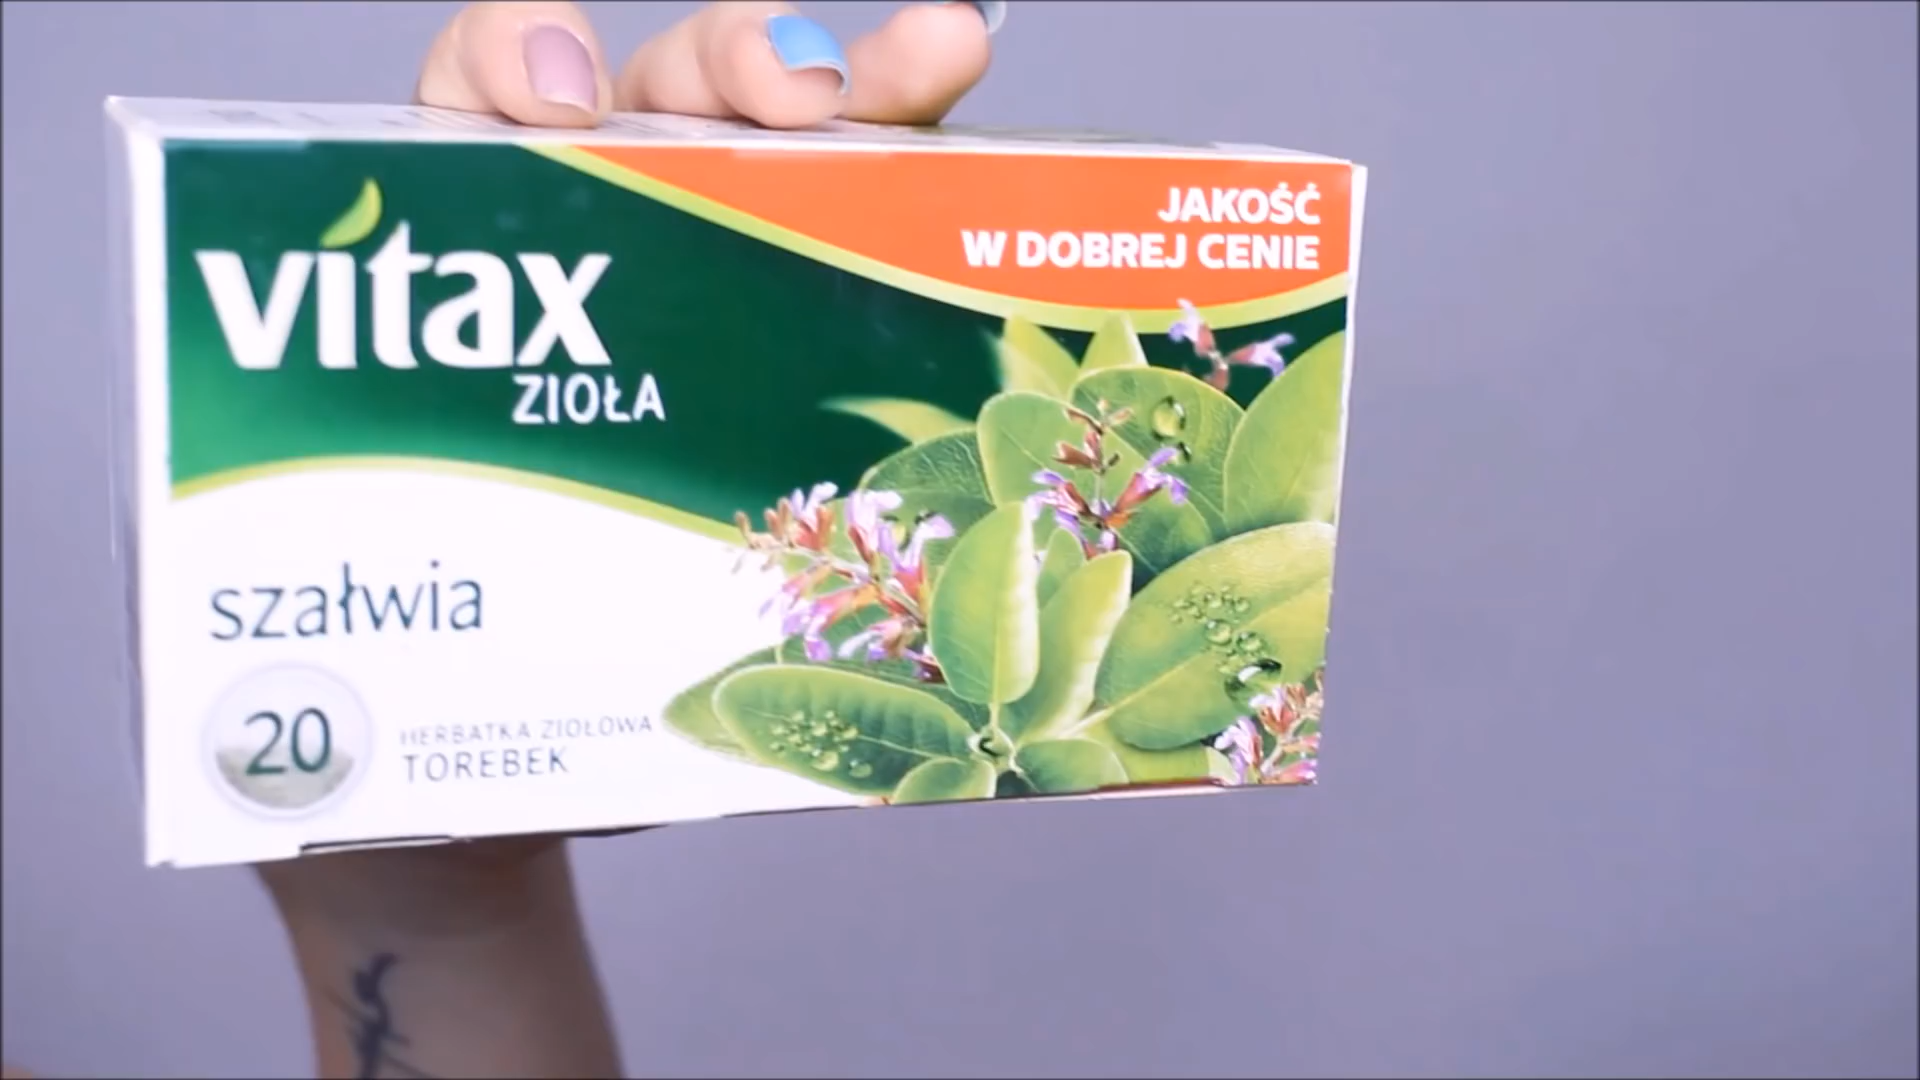 vitax
ZIOŁA
JAKOŚĆ
W DOBREJ CENIE
szałwia
20
HERBATKA ZIOŁOWA
TOREBEK